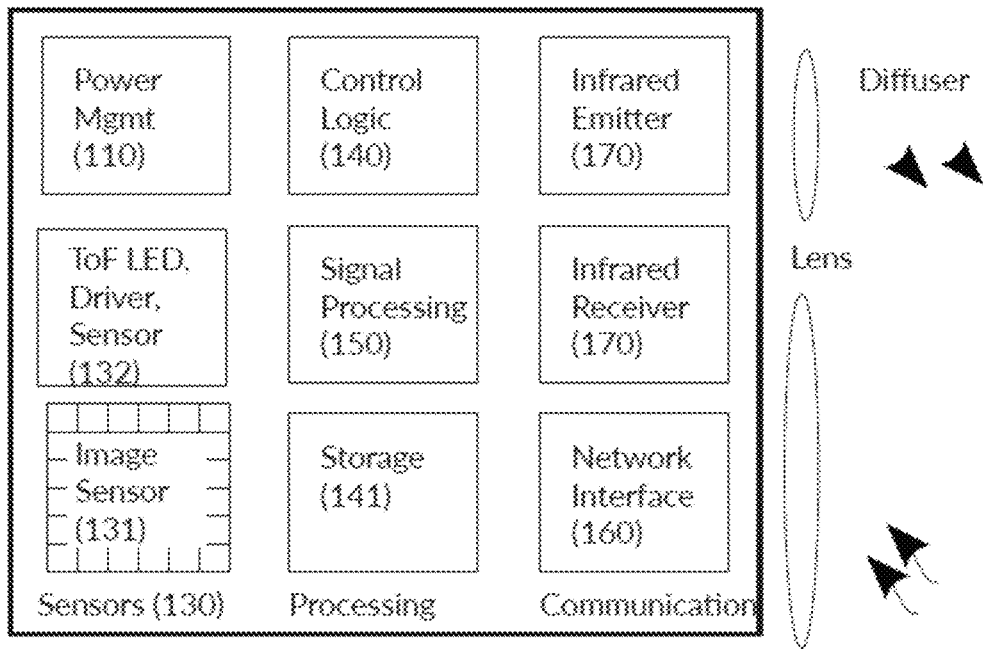 Power
Mgmt
(110)
Control
Logic
(140)
Infrared
Emitter
(170)
Diffuser
ToF LED,
Driver,
Sensor
(132)
Signal
Processing
(150)
Infrared
Receiver
(170)
Lens
Image
Sensor
(131)
Storage
(141)
Network
Interface
(160)
Sensors (130)
Processing
Communication